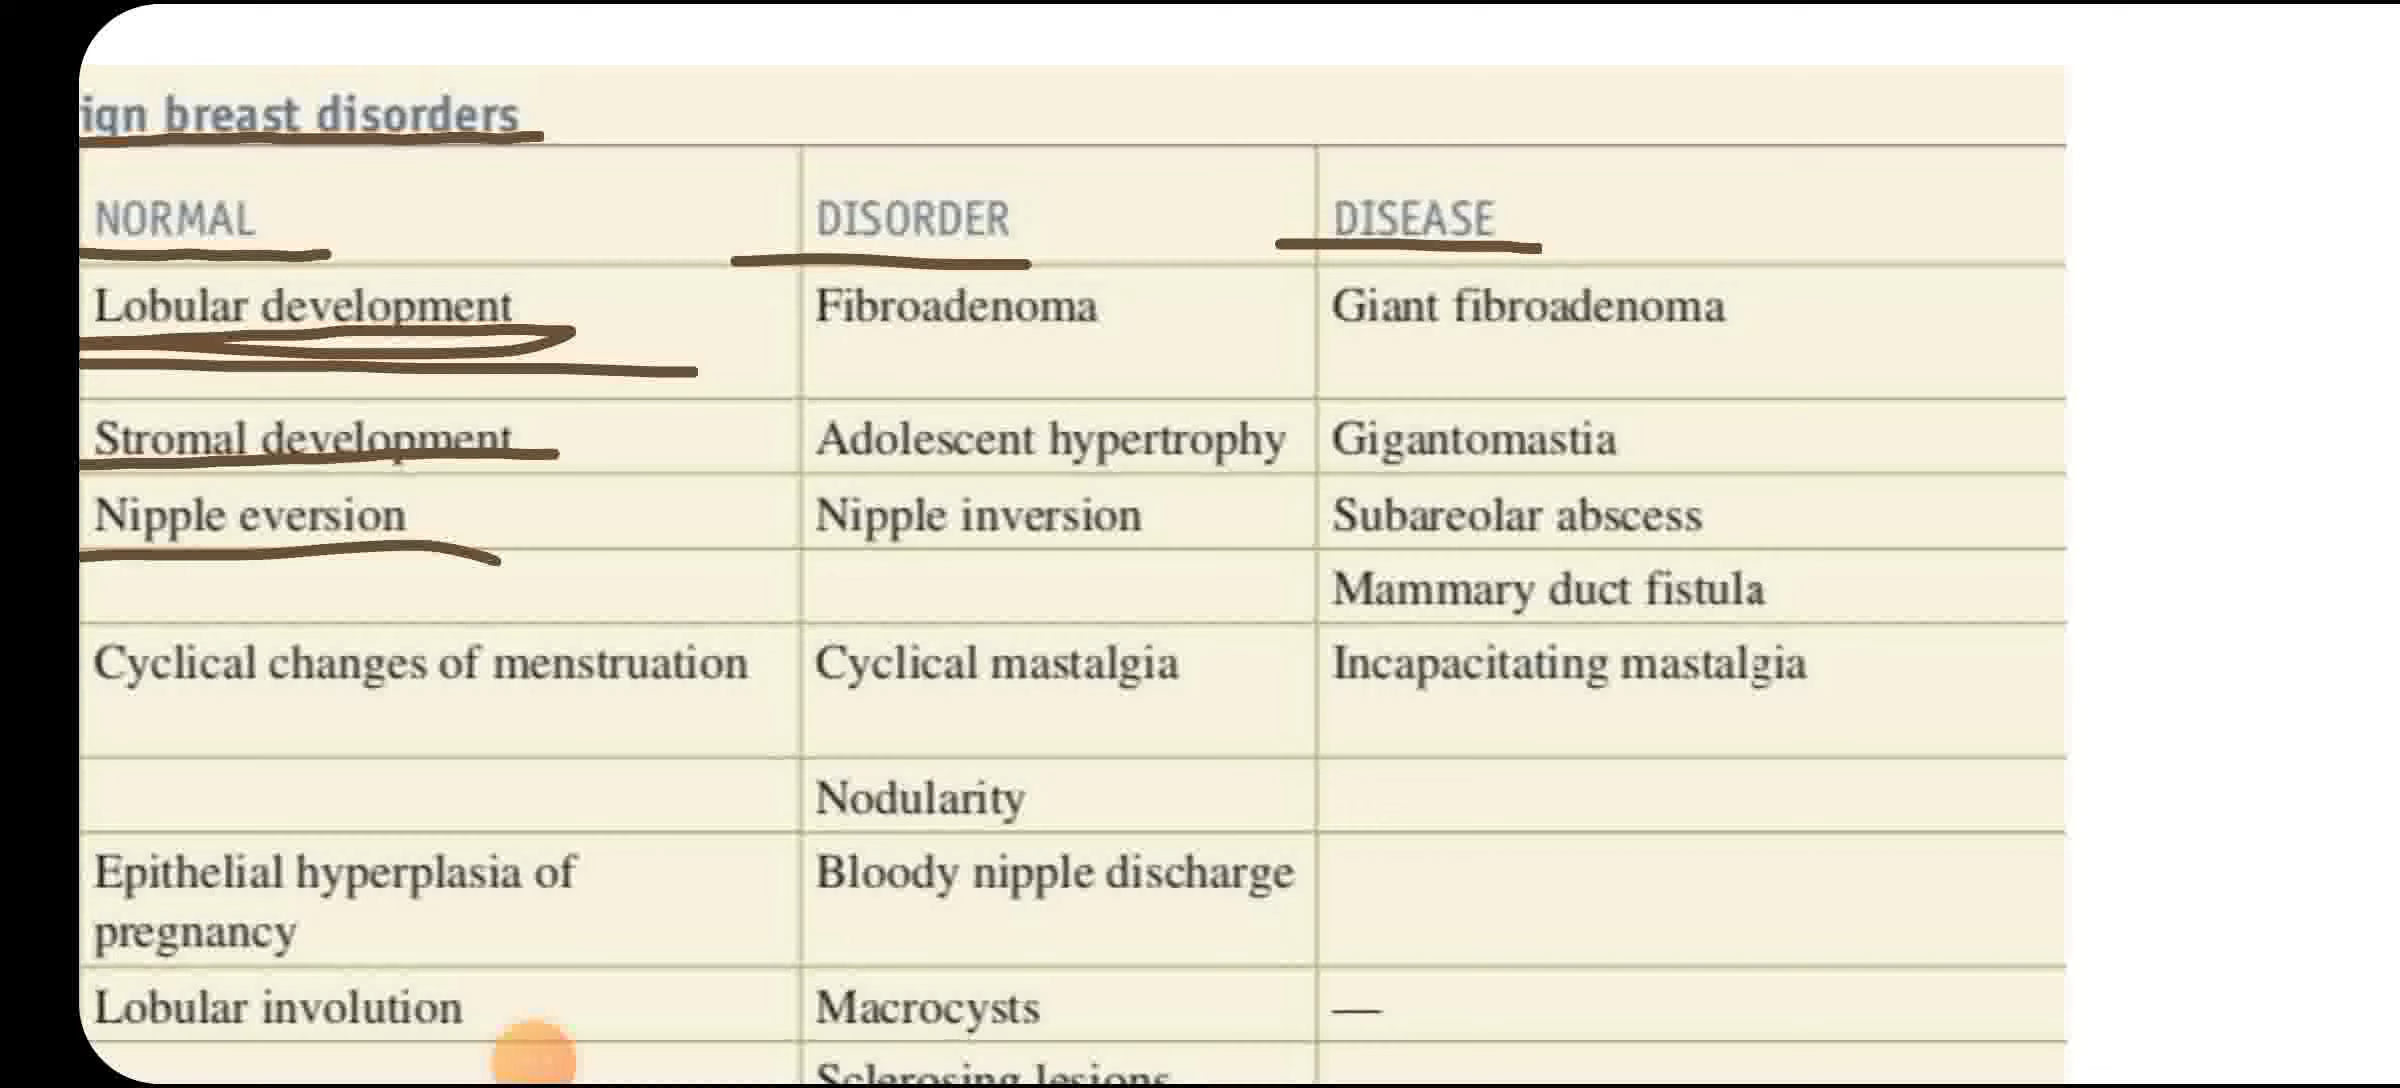 ign breast disorders
NORMAL DISORDER DISEASE
Lobular development Fibroadenoma Giant fibroadenoma
Stromal development Adolescent hypertrophy Gigantomastia
Nipple eversion Nipple inversion Subareolar abscess
Mammary duct fistula
Cyclical changes of menstruation Cyclical mastalgia Incapacitating mastalgia
Nodularity
Epithelial hyperplasia of Bloody nipple discharge
pregnancy
Lobular involution Macrocysts —
Sclerosing lesions